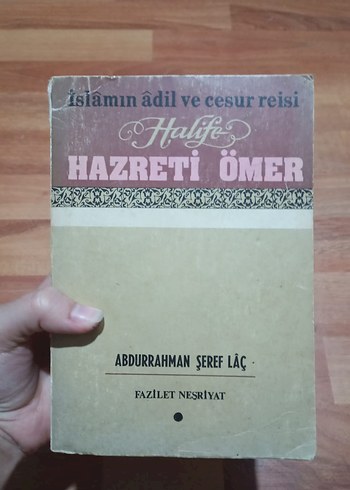 İslâmın âdil ve cesur reisi
Halife
HAZRETİ ÖMER
ABDURRAHMAN ŞEREF LÂÇ
FAZİLET NEŞRİYAT